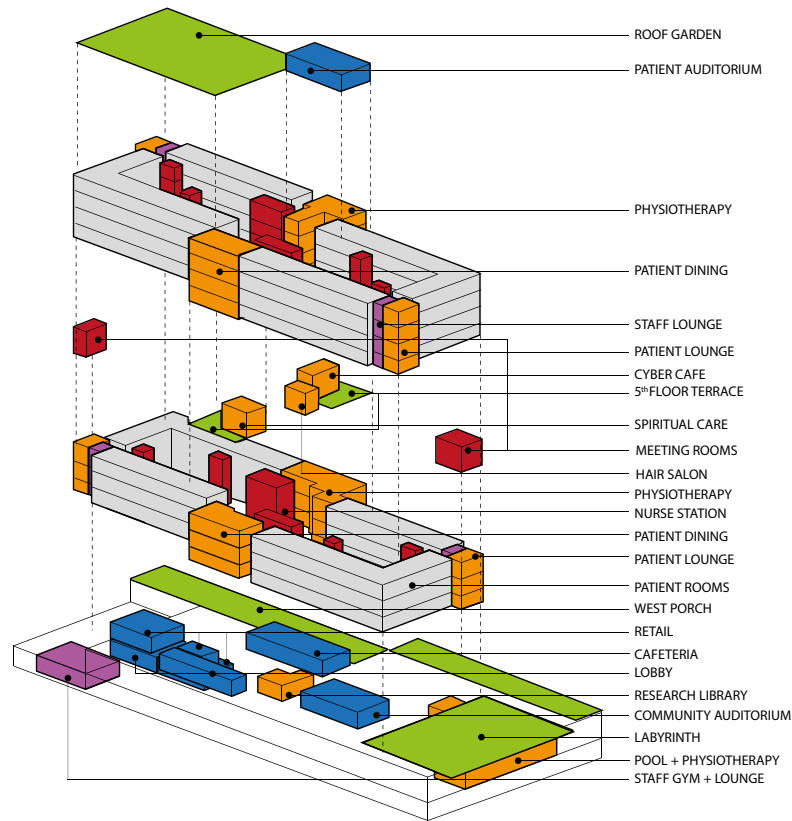 ROOF GARDEN
PATIENT AUDITORIUM
PHYSIOTHERAPY
PATIENT DINING
STAFF LOUNGE
PATIENT LOUNGE
CYBER CAFE
5thFLOOR TERRACE
SPIRITUAL CARE
MEETING ROOMS
HAIR SALON
PHYSIOTHERAPY
NURSE STATION
PATIENT DINING
PATIENT LOUNGE
PATIENT ROOMS
WEST PORCH
RETAIL
CAFETERIA
LOBBY
RESEARCH LIBRARY
COMMUNITY AUDITORIUM
LABYRINTH
POOL + PHYSIOTHERAPY
STAFF GYM + LOUNGE